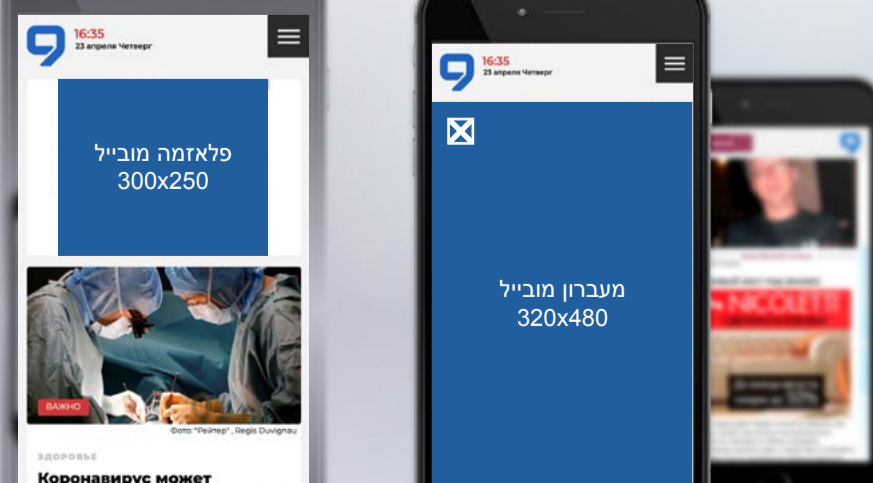 16:35
23 апреля Четверг
פלאזמה מובייל
300x250
ВАЖНО
Фото: "Рейтер", Regis Duvignau
ЗДОРОВЬЕ
Коронавирус может
16:35
23 апреля Четверг
מעברון מובייל
320x480
NICOLETTI
50%